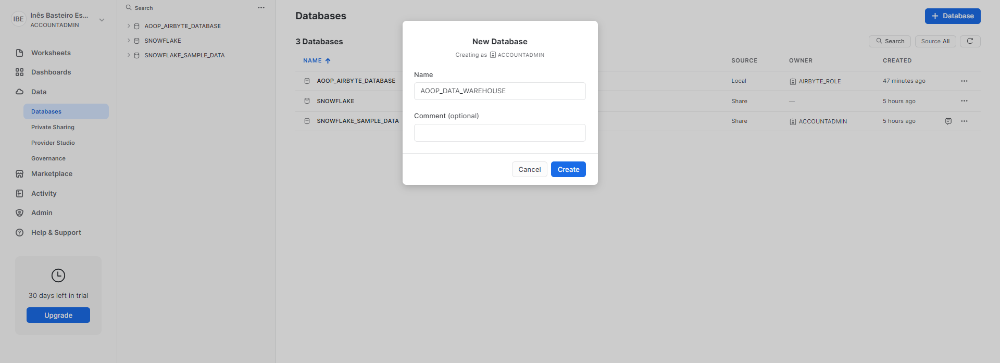 IBE
Inês Basteiro Es...
ACCOUNTADMIN
Worksheets
Dashboards
Data
Databases
Private Sharing
Provider Studio
Governance
Marketplace
Activity
Admin
Help & Support
30 days left in trial
Upgrade
Search
AOOP_AIRBYTE_DATABASE
SNOWFLAKE
SNOWFLAKE_SAMPLE_DATA
Databases
+ Database
3 Databases
Search
Source All
NAME SOURCE OWNER CREATED
AOOP_AIRBYTE_DATABASE Local AIRBYTE_ROLE 47 minutes ago
SNOWFLAKE Share — 5 hours ago
SNOWFLAKE_SAMPLE_DATA Share ACCOUNTADMIN 5 hours ago
New Database
Creating as ACCOUNTADMIN
Name
AOOP_DATA_WAREHOUSE
Comment (optional)
Cancel
Create